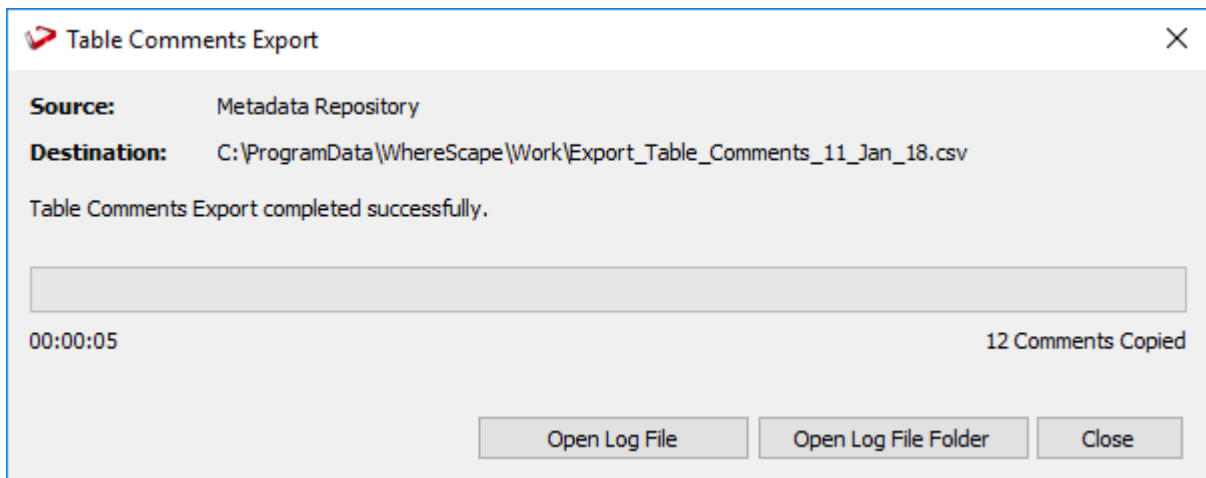 Table Comments Export
Source: Metadata Repository
Destination: C:\ProgramData\WhereScape\Work\Export_Table_Comments_11_Jan_18.csv
Table Comments Export completed successfully.
00:00:05 12 Comments Copied
Open Log File Open Log File Folder Close